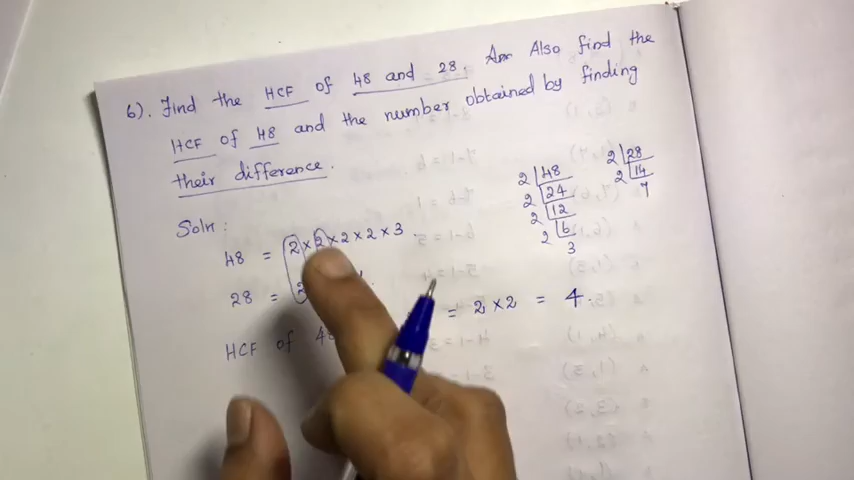 6). Find the HCF of 48 and 28. Also find the
HCF of 48 and the number obtained by finding
their difference.
Soln:
48 = 2 × 2 × 2 × 2 × 3.
28 = 2
HCF of 48 = 2 × 2 = 4.
2 | 48
2 | 24
2 | 12
2 | 6
3
2 | 28
2 | 14
7